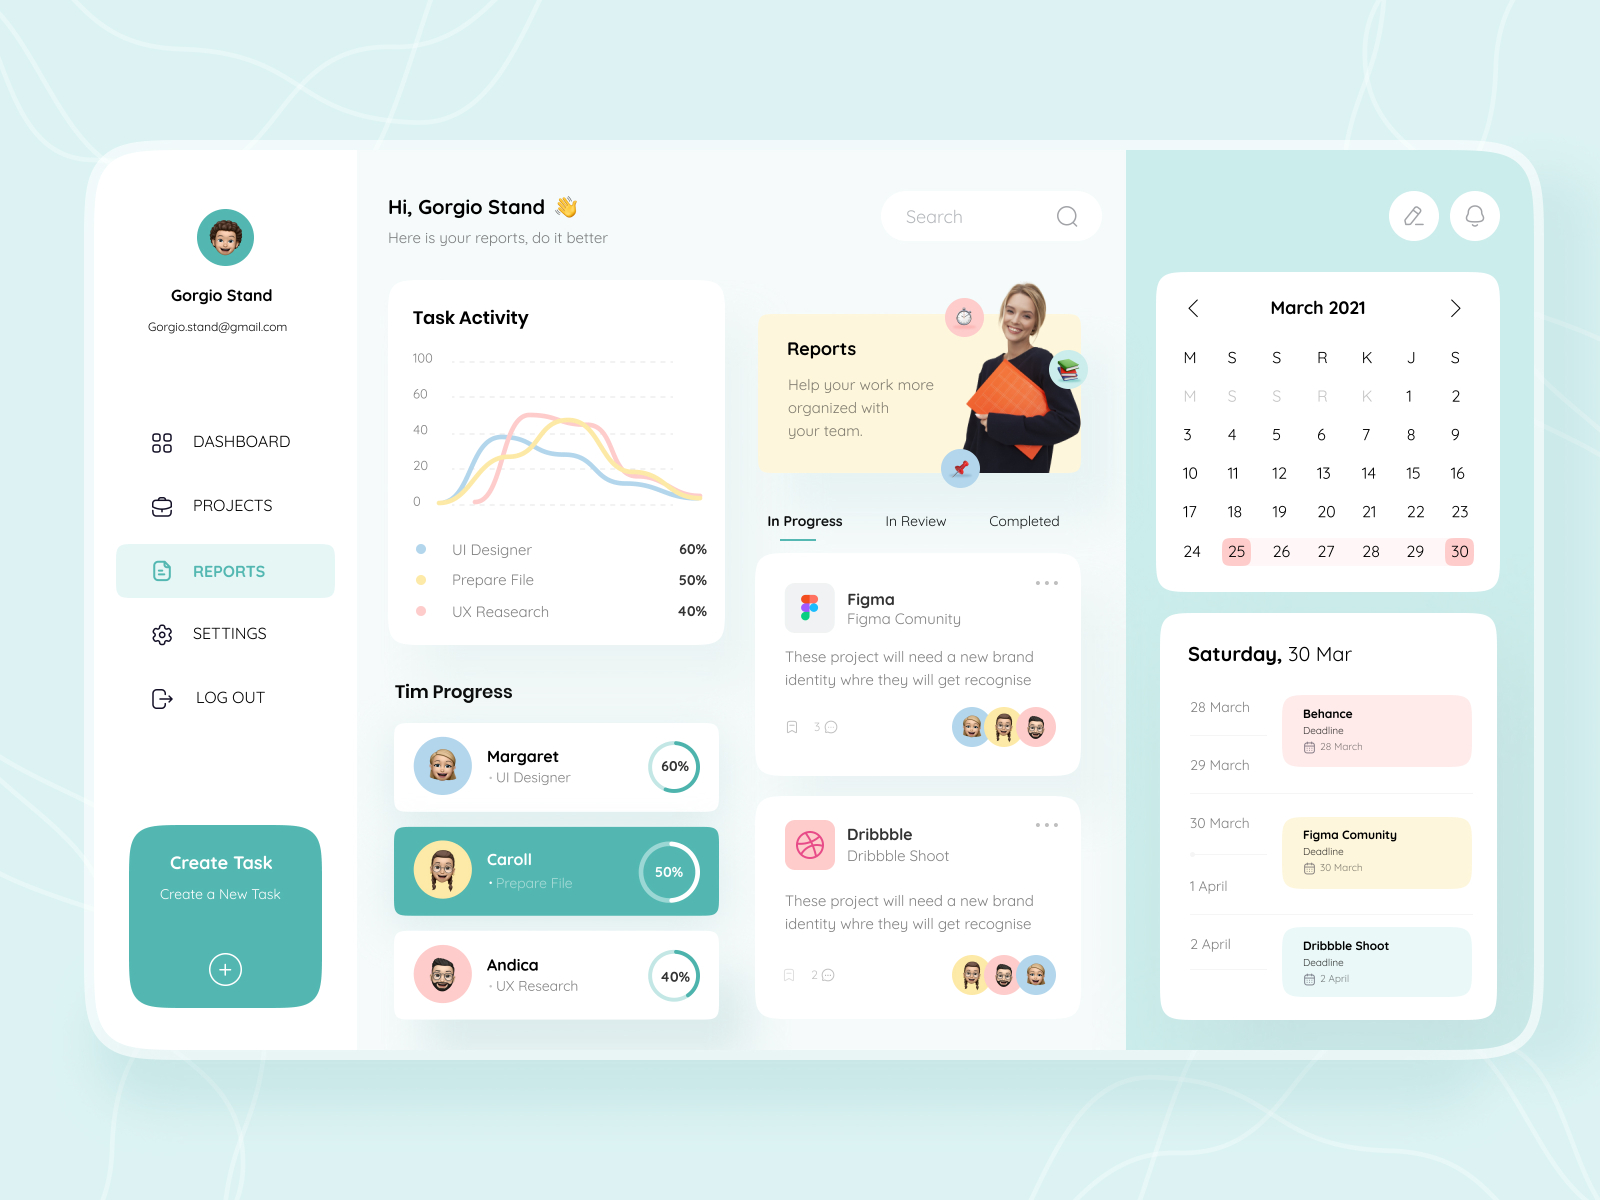 Gorgio Stand
Gorgio.stand@gmail.com
DASHBOARD
PROJECTS
REPORTS
SETTINGS
LOG OUT
Create Task
Create a New Task
Hi, Gorgio Stand 👋
Here is your reports, do it better
Search
Task Activity
100
60
40
20
0
UI Designer 60%
Prepare File 50%
UX Reasearch 40%
Tim Progress
Margaret
• UI Designer
60%
Caroll
• Prepare File
50%
Andica
• UX Research
40%
Reports
Help your work more
organized with
your team.
In Progress In Review Completed
Figma
Figma Comunity
These project will need a new brand
identity whre they will get recognise
3
Dribbble
Dribbble Shoot
These project will need a new brand
identity whre they will get recognise
2
March 2021
M S S R K J S
M S S R K 1 2
3 4 5 6 7 8 9
10 11 12 13 14 15 16
17 18 19 20 21 22 23
24 25 26 27 28 29 30
Saturday, 30 Mar
28 March
Behance
Deadline
28 March
29 March
30 March
Figma Comunity
Deadline
30 March
1 April
2 April
Dribbble Shoot
Deadline
2 April